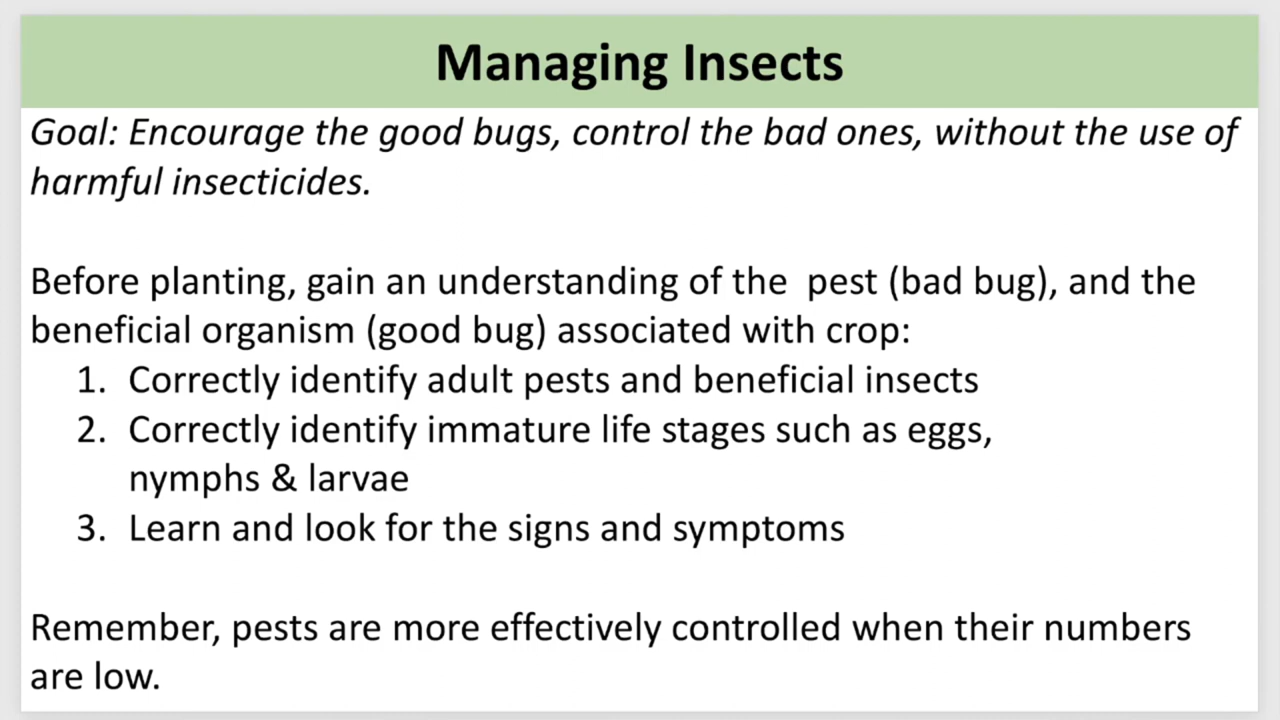 Managing Insects
Goal: Encourage the good bugs, control the bad ones, without the use of
harmful insecticides.
Before planting, gain an understanding of the  pest (bad bug), and the
beneficial organism (good bug) associated with crop:
1. Correctly identify adult pests and beneficial insects
2. Correctly identify immature life stages such as eggs,
nymphs & larvae
3. Learn and look for the signs and symptoms
Remember, pests are more effectively controlled when their numbers
are low.